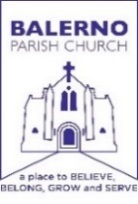 BALERNO
PARISH CHURCH
a place to BELIEVE,
BELONG, GROW and SERVE